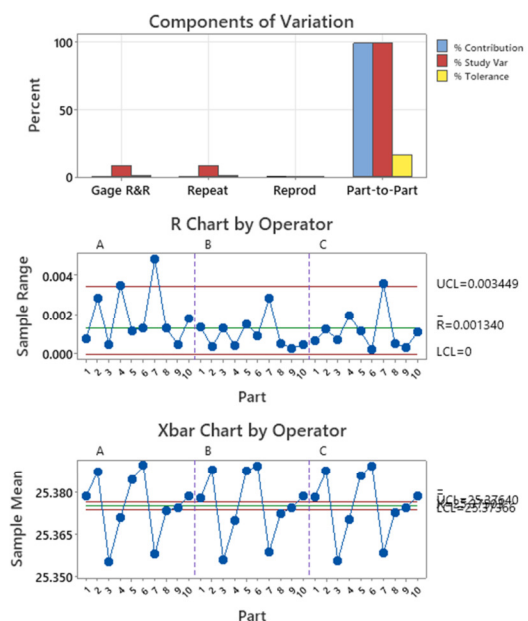 Components of Variation
100
50
0
Percent
% Contribution
% Study Var
% Tolerance
Gage R&R Repeat Reprod Part-to-Part
R Chart by Operator
A B C
0.004
0.002
0.000
Sample Range
UCL=0.003449
R̄=0.001340
LCL=0
1 2 3 4 5 6 7 8 9 10 1 2 3 4 5 6 7 8 9 10 1 2 3 4 5 6 7 8 9 10
Part
Xbar Chart by Operator
A B C
25.380
25.365
25.350
Sample Mean
UCL=25.37640
LCL=25.37366
1 2 3 4 5 6 7 8 9 10 1 2 3 4 5 6 7 8 9 10 1 2 3 4 5 6 7 8 9 10
Part